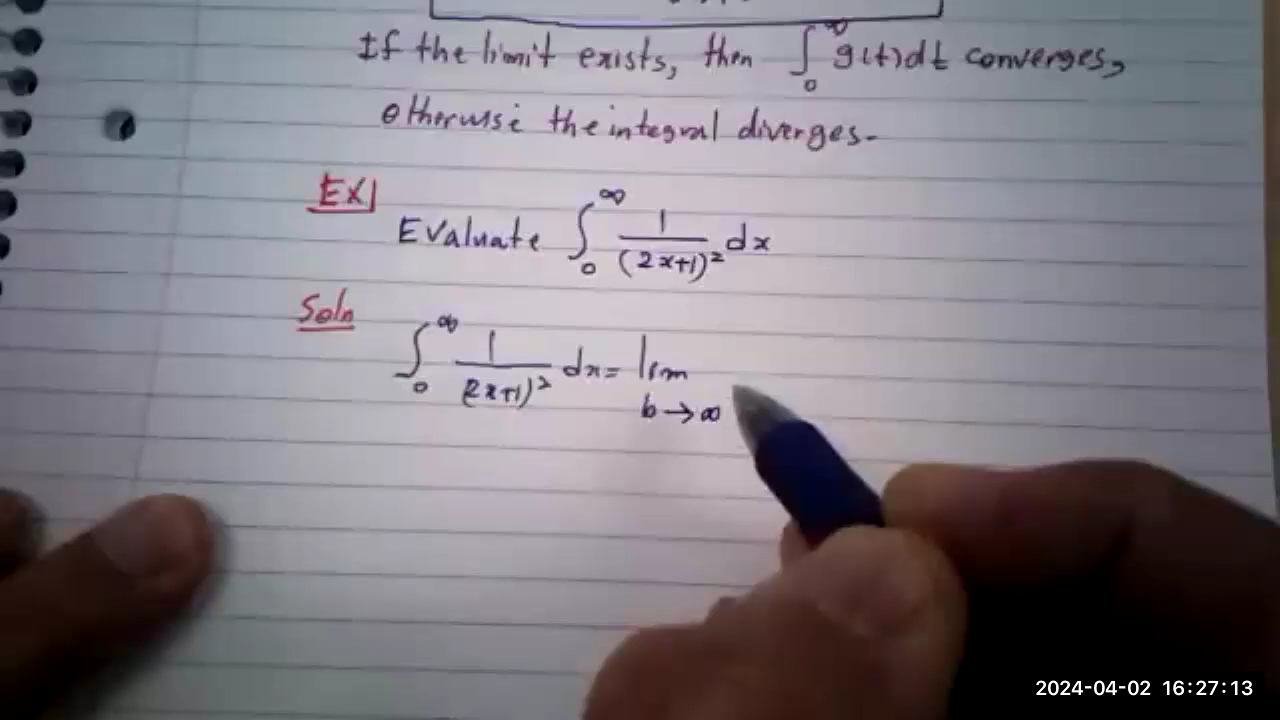 If the limit exists, then ∫₀^∞ g(t)dt converges,
otherwise the integral diverges.
EX1
Evaluate ∫₀^∞ 1/(2x+1)² dx
Soln
∫₀^∞ 1/(2x+1)² dx = lim b→∞
2024-04-02 16:27:13